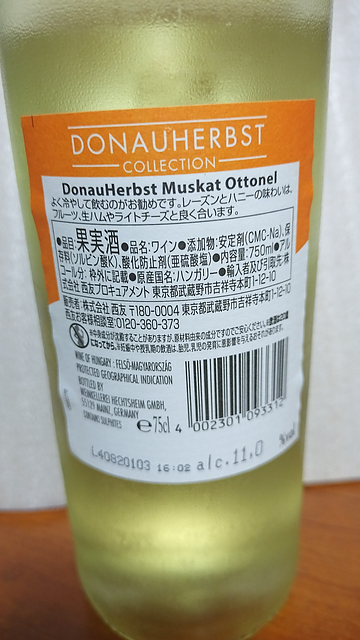 DONAUHERBST
COLLECTION
DonauHerbst Muskat Ottonel
よく冷やして飲むのがお勧めです。レーズンとハニーの味わいは、
フルーツ、生ハムやライトチーズと良く合います。
●品目:果実酒●品名:ワイン●添加物:安定剤(CMC-Na)、保
存料(ソルビン酸K)、酸化防止剤(亜硫酸塩)●内容量:750ml●アル
コール分:枠外に記載●原産国名:ハンガリー●輸入者及び引取先:株
式会社 西友プロキュアメント 東京都武蔵野市吉祥寺本町1-12-10
販売者:株式会社 西友 〒180-0004 東京都武蔵野市吉祥寺本町1-12-10
西友お客様相談室:0120-360-373
WINE OF HUNGARY : FELSŐ-MAGYARORSZÁG
PROTECTED GEOGRAPHICAL INDICATION
BOTTLED BY
WEINKELLEREI HECHTSHEIM GMBH,
55129 MAINZ, GERMANY
CONTAINS SULPHITES
℮75cl
4 002301 093312
L40820103 16:02 alc.11,0 %vol